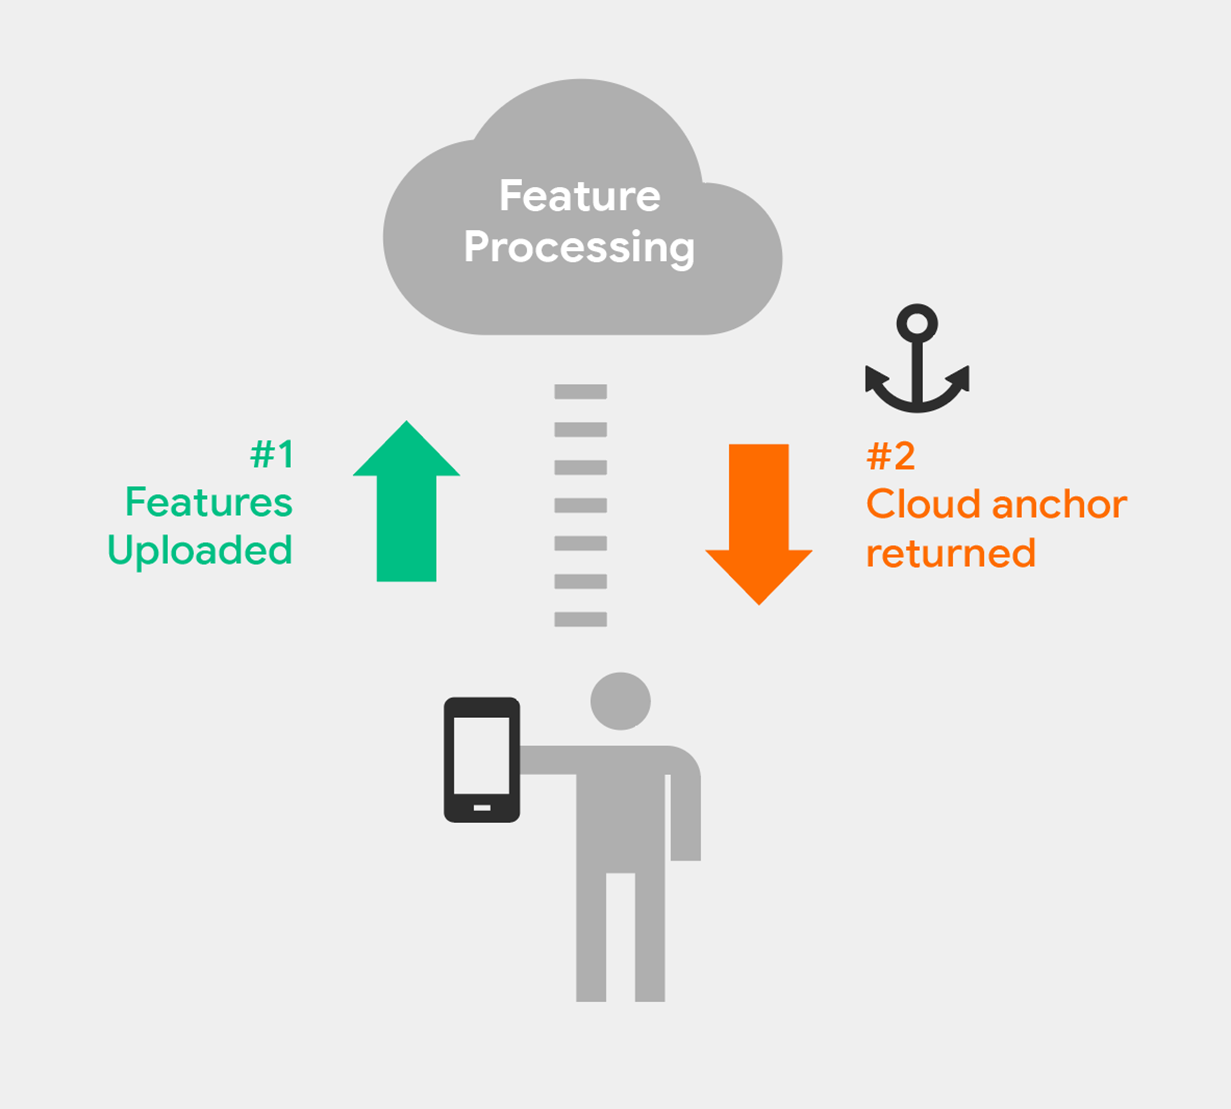 Feature
Processing
#1
Features
Uploaded
#2
Cloud anchor
returned